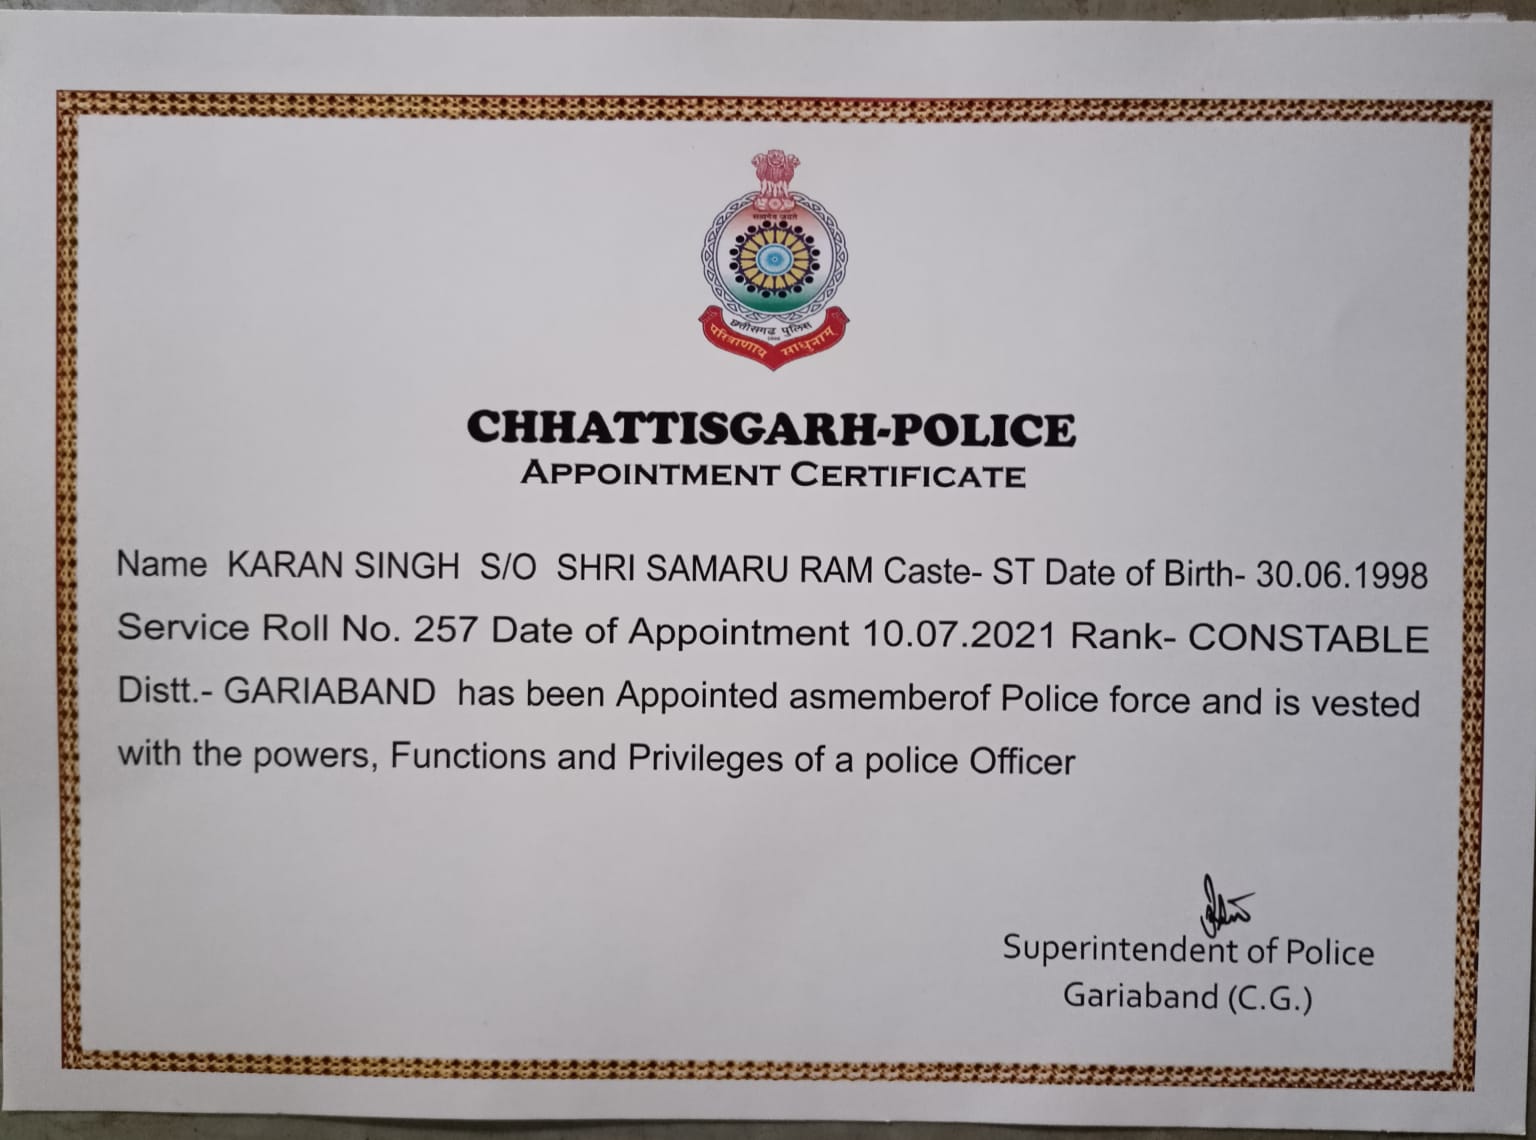 सत्यमेव जयते
छत्तीसगढ़ पुलिस
परित्राणाय साधुनाम्
CHHATTISGARH-POLICE
APPOINTMENT CERTIFICATE
Name KARAN SINGH S/O SHRI SAMARU RAM Caste- ST Date of Birth- 30.06.1998
Service Roll No. 257 Date of Appointment 10.07.2021 Rank- CONSTABLE
Distt.- GARIABAND has been Appointed asmemberof Police force and is vested
with the powers, Functions and Privileges of a police Officer
Superintendent of Police
Gariaband (C.G.)